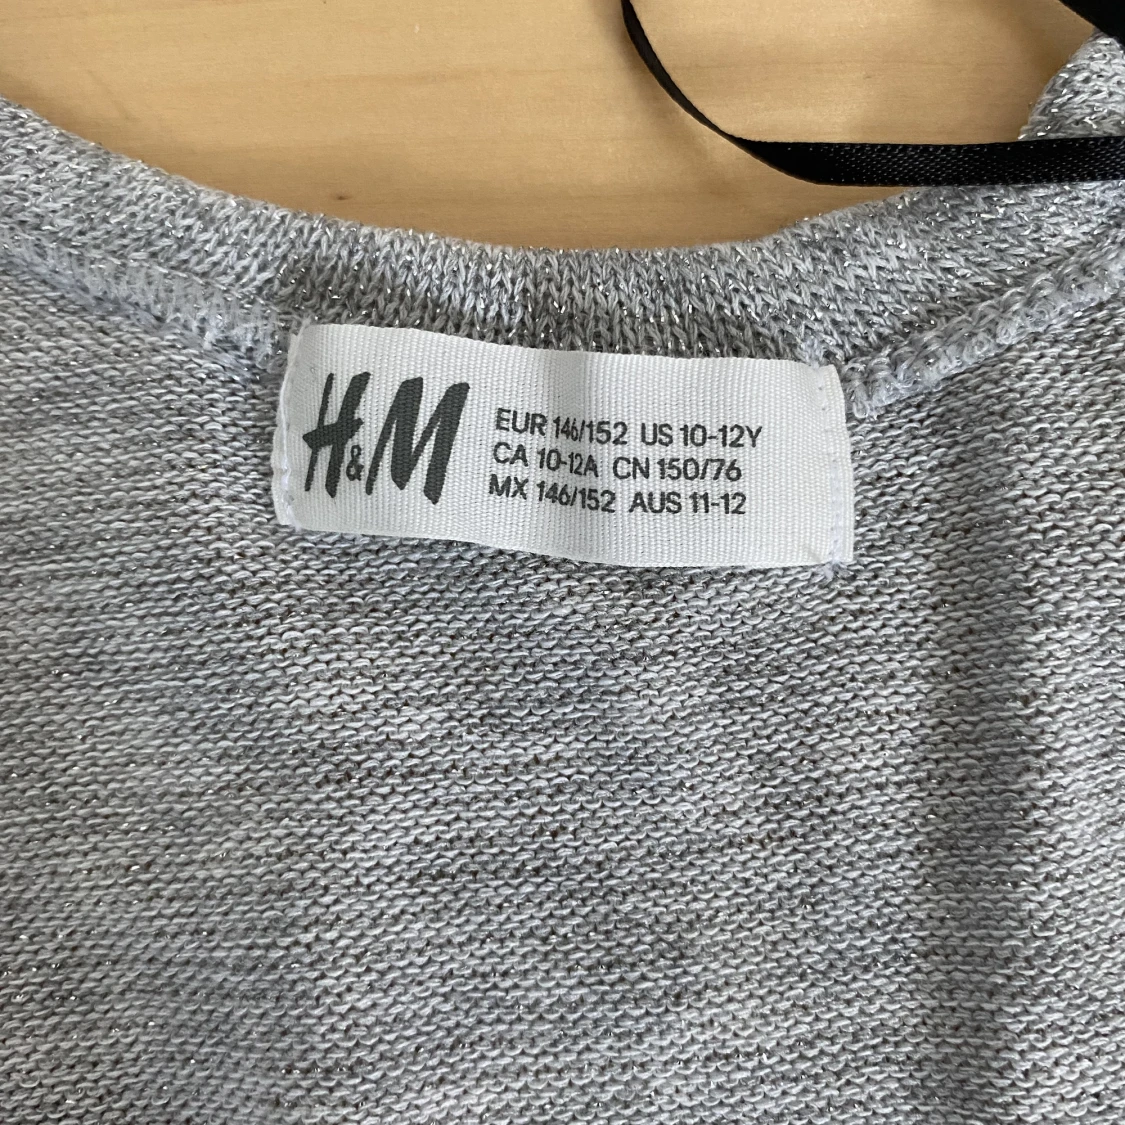 H&M
EUR 146/152 US 10-12Y
CA 10-12A CN 150/76
MX 146/152 AUS 11-12